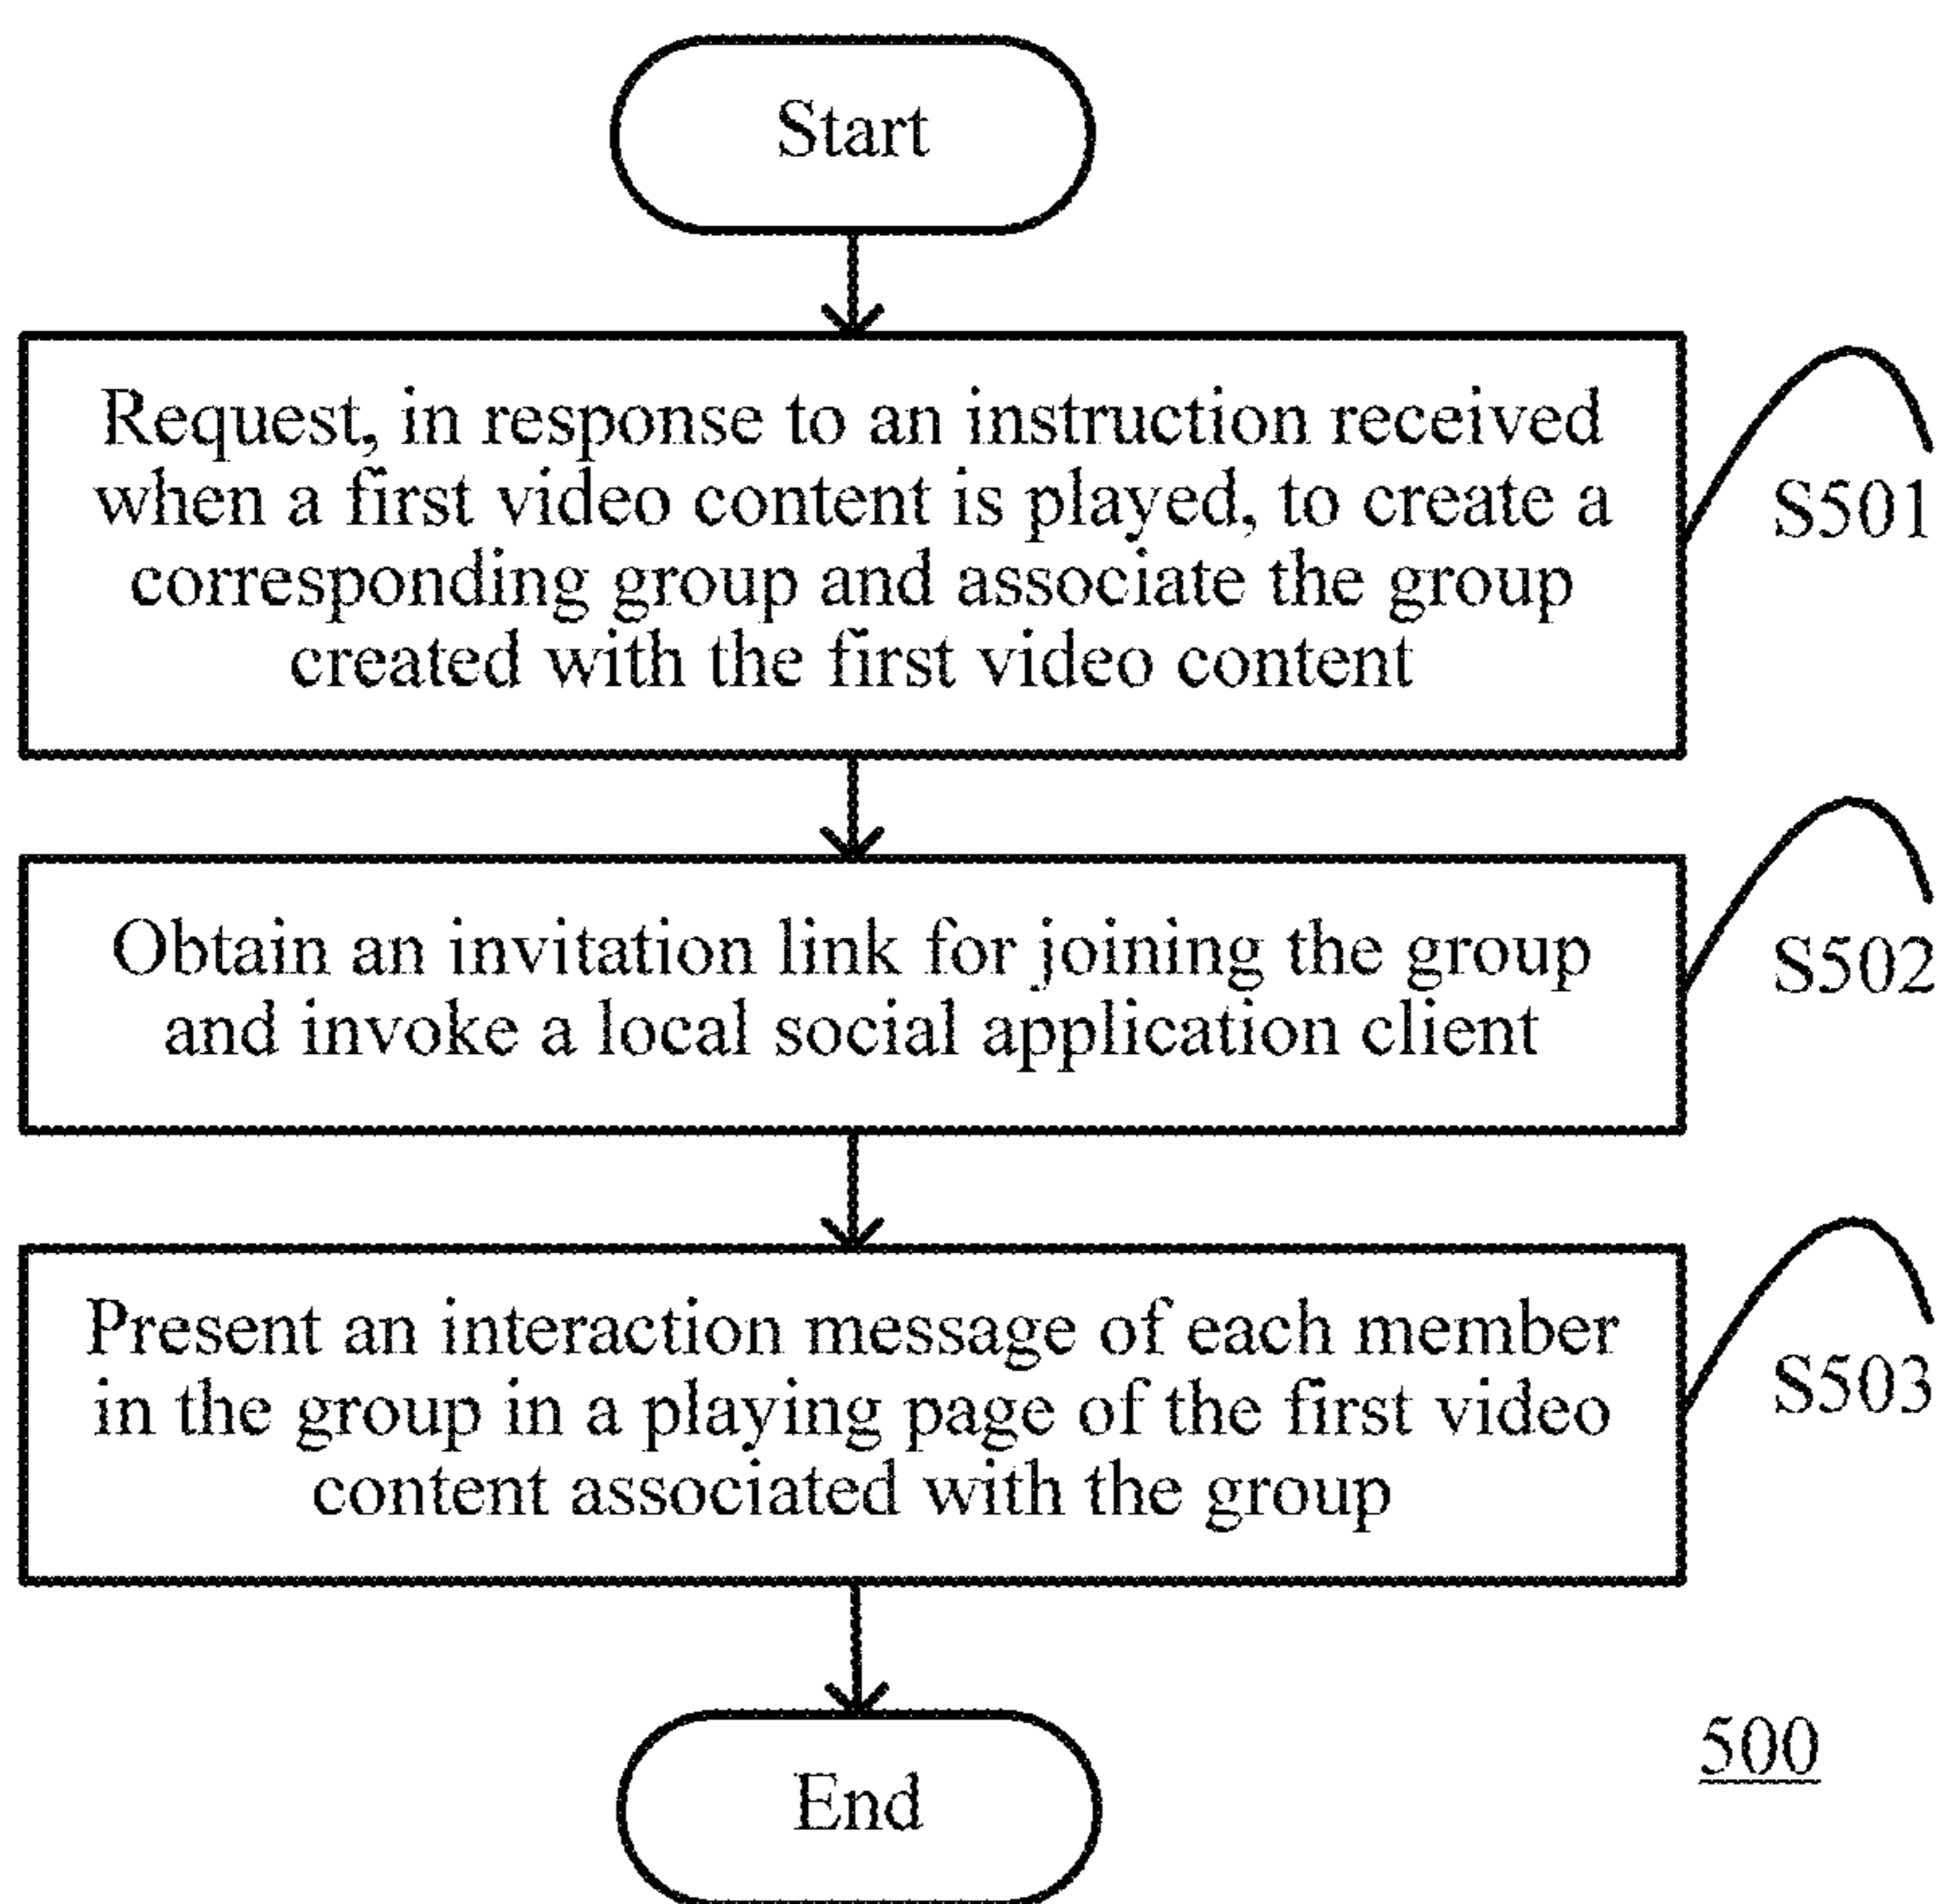 Start
Request, in response to an instruction received
when a first video content is played, to create a
corresponding group and associate the group
created with the first video content
S501
Obtain an invitation link for joining the group
and invoke a local social application client
S502
Present an interaction message of each member
in the group in a playing page of the first video
content associated with the group
S503
End
500